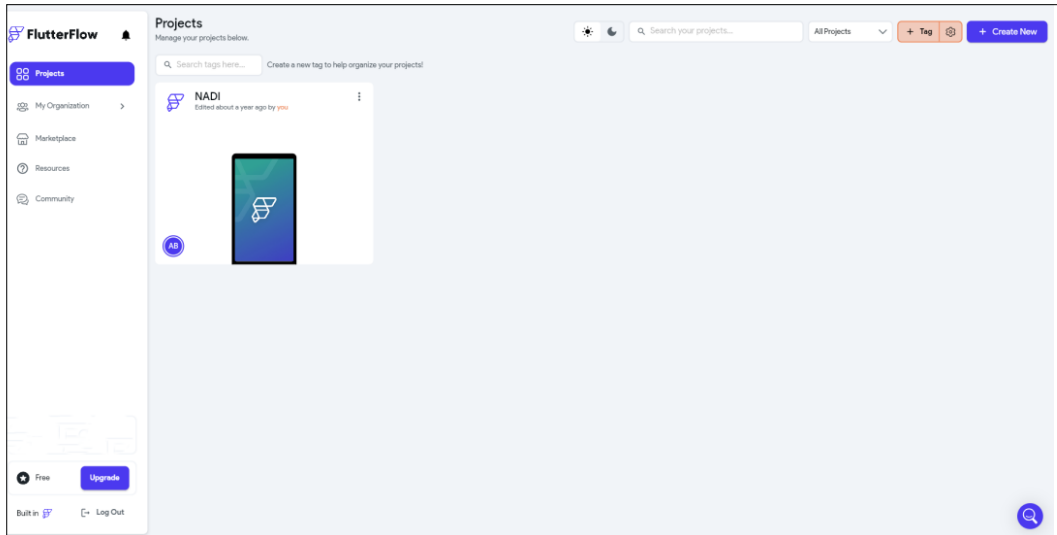 FlutterFlow
Projects
My Organization
Marketplace
Resources
Community
Free
Upgrade
Built in
Log Out
Projects
Manage your projects below.
Search your projects...
All Projects
+ Tag
+ Create New
Search tags here...
Create a new tag to help organize your projects!
NADI
Edited about a year ago by you
AB